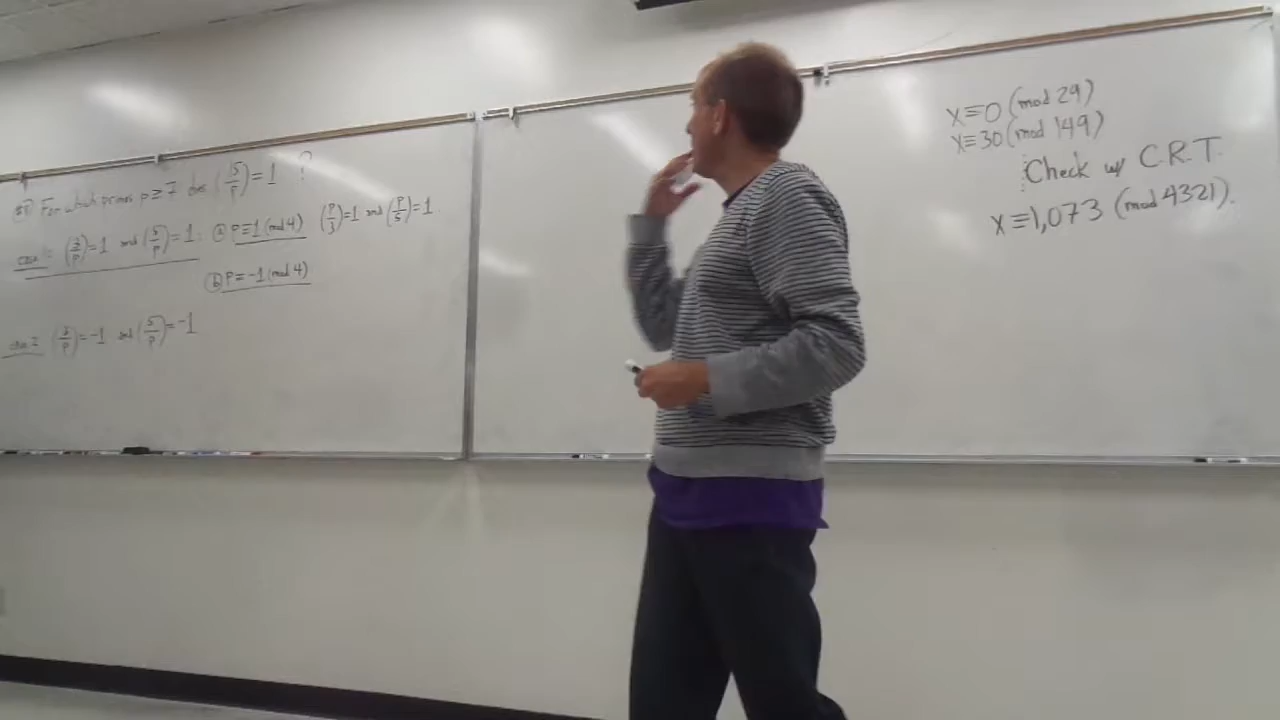 For which primes p ≥ 7 does (15/p) = 1 ?
case 1: (3/p) = 1 and (5/p) = 1: ⓐ P ≡ 1 (mod 4) (P/3) = 1 and (P/5) = 1.
ⓑ P ≡ -1 (mod 4)
case 2 (3/p) = -1 and (5/p) = -1
X ≡ 0 (mod 29)
X ≡ 30 (mod 149)
Check w/ C.R.T.
X ≡ 1,073 (mod 4321).